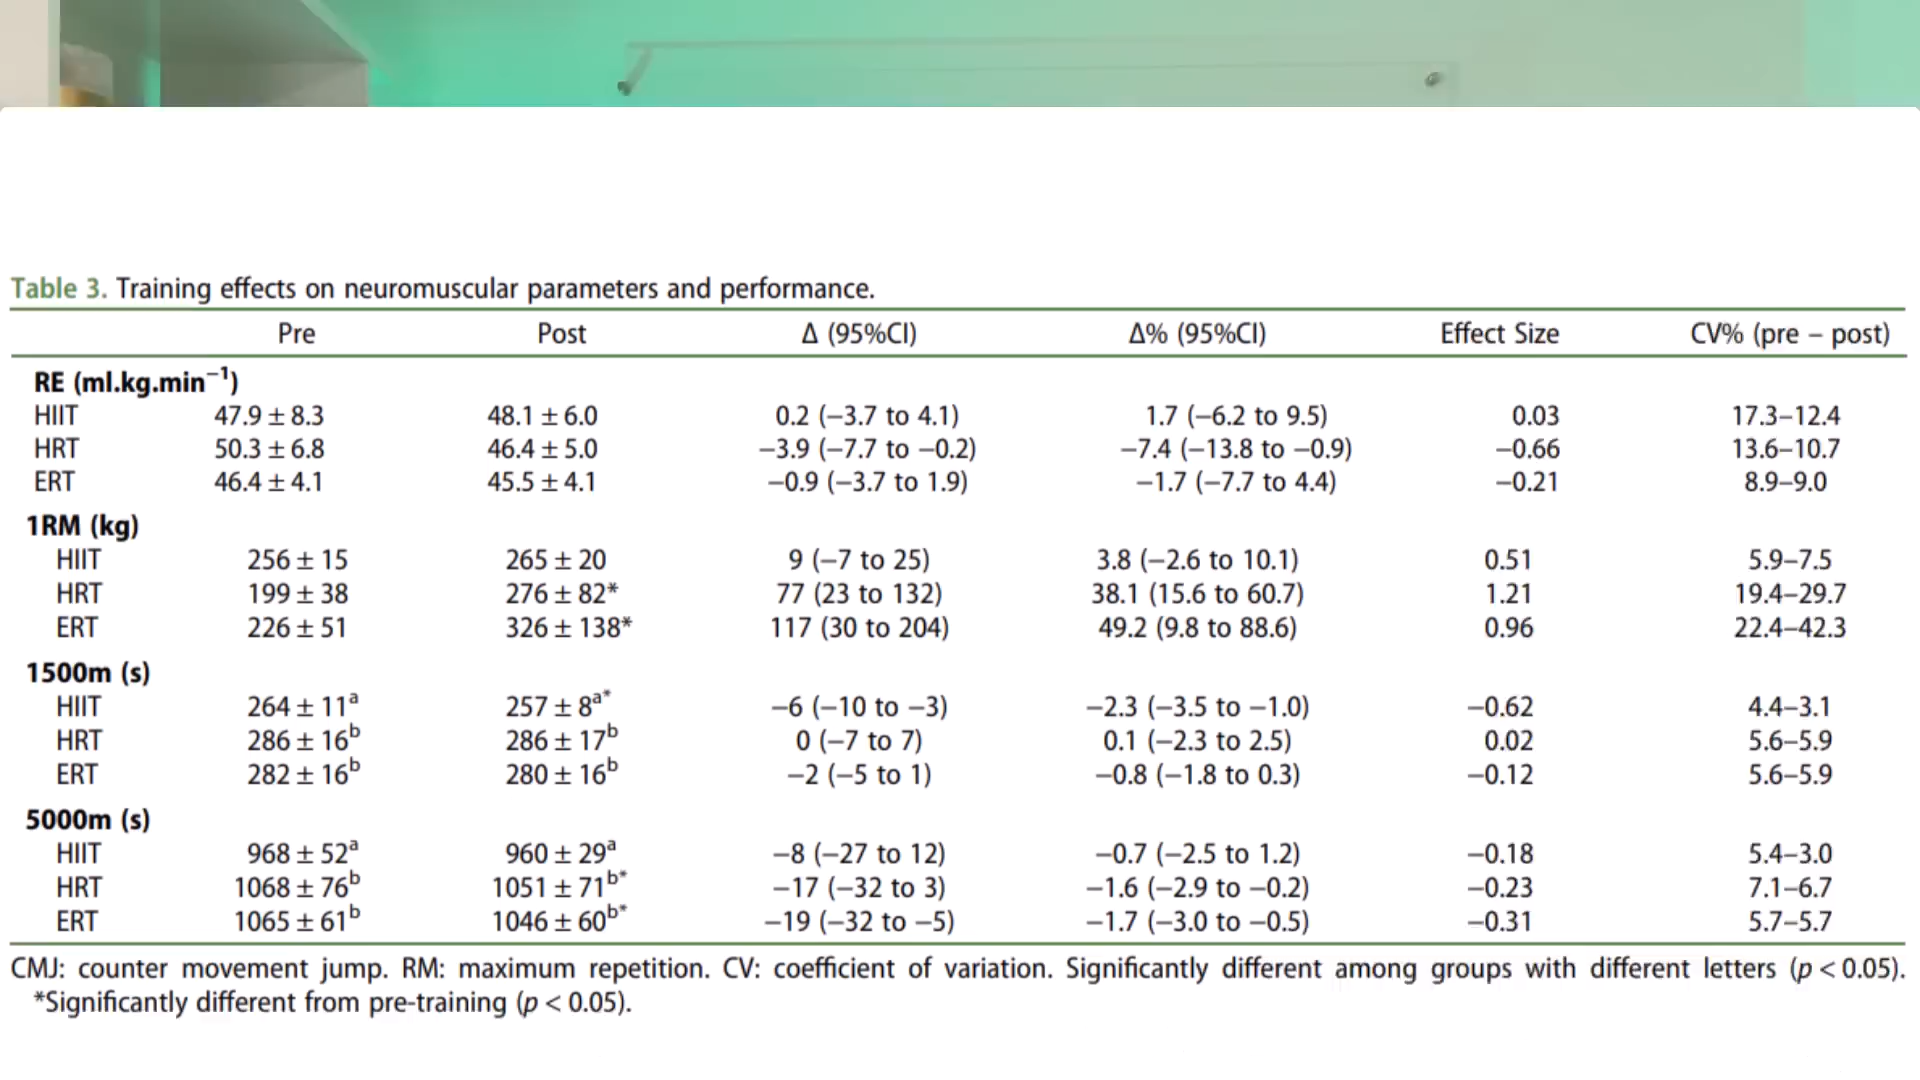 Table 3. Training effects on neuromuscular parameters and performance.
Pre Post Δ (95%CI) Δ% (95%CI) Effect Size CV% (pre – post)
RE (ml.kg.min⁻¹)
HIIT 47.9 ± 8.3 48.1 ± 6.0 0.2 (−3.7 to 4.1) 1.7 (−6.2 to 9.5) 0.03 17.3–12.4
HRT 50.3 ± 6.8 46.4 ± 5.0 −3.9 (−7.7 to −0.2) −7.4 (−13.8 to −0.9) −0.66 13.6–10.7
ERT 46.4 ± 4.1 45.5 ± 4.1 −0.9 (−3.7 to 1.9) −1.7 (−7.7 to 4.4) −0.21 8.9–9.0
1RM (kg)
HIIT 256 ± 15 265 ± 20 9 (−7 to 25) 3.8 (−2.6 to 10.1) 0.51 5.9–7.5
HRT 199 ± 38 276 ± 82* 77 (23 to 132) 38.1 (15.6 to 60.7) 1.21 19.4–29.7
ERT 226 ± 51 326 ± 138* 117 (30 to 204) 49.2 (9.8 to 88.6) 0.96 22.4–42.3
1500m (s)
HIIT 264 ± 11ᵃ 257 ± 8ᵃ* −6 (−10 to −3) −2.3 (−3.5 to −1.0) −0.62 4.4–3.1
HRT 286 ± 16ᵇ 286 ± 17ᵇ 0 (−7 to 7) 0.1 (−2.3 to 2.5) 0.02 5.6–5.9
ERT 282 ± 16ᵇ 280 ± 16ᵇ −2 (−5 to 1) −0.8 (−1.8 to 0.3) −0.12 5.6–5.9
5000m (s)
HIIT 968 ± 52ᵃ 960 ± 29ᵃ −8 (−27 to 12) −0.7 (−2.5 to 1.2) −0.18 5.4–3.0
HRT 1068 ± 76ᵇ 1051 ± 71ᵇ* −17 (−32 to 3) −1.6 (−2.9 to −0.2) −0.23 7.1–6.7
ERT 1065 ± 61ᵇ 1046 ± 60ᵇ* −19 (−32 to −5) −1.7 (−3.0 to −0.5) −0.31 5.7–5.7
CMJ: counter movement jump. RM: maximum repetition. CV: coefficient of variation. Significantly different among groups with different letters (p < 0.05).
*Significantly different from pre-training (p < 0.05).